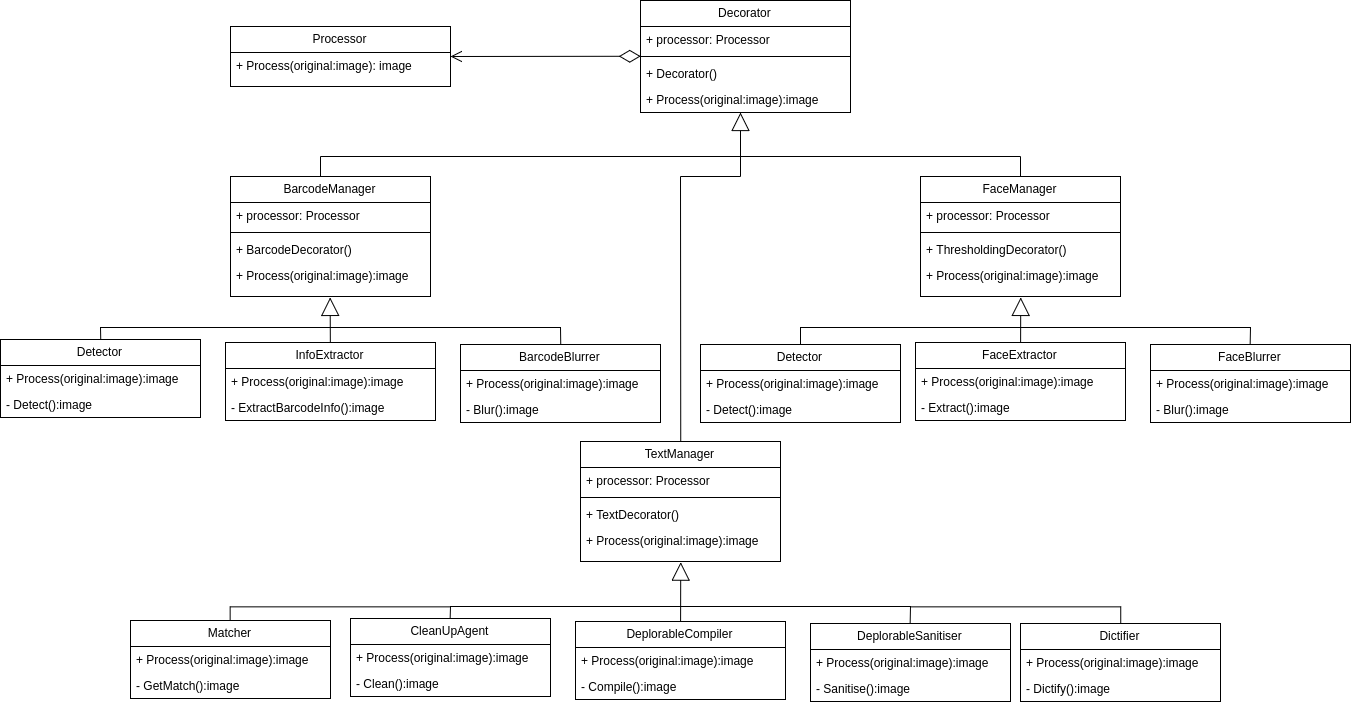 Decorator
+ processor: Processor
+ Decorator()
+ Process(original:image):image
Processor
+ Process(original:image): image
BarcodeManager
+ processor: Processor
+ BarcodeDecorator()
+ Process(original:image):image
FaceManager
+ processor: Processor
+ ThresholdingDecorator()
+ Process(original:image):image
Detector
+ Process(original:image):image
- Detect():image
InfoExtractor
+ Process(original:image):image
- ExtractBarcodeInfo():image
BarcodeBlurrer
+ Process(original:image):image
- Blur():image
Detector
+ Process(original:image):image
- Detect():image
FaceExtractor
+ Process(original:image):image
- Extract():image
FaceBlurrer
+ Process(original:image):image
- Blur():image
TextManager
+ processor: Processor
+ TextDecorator()
+ Process(original:image):image
Matcher
+ Process(original:image):image
- GetMatch():image
CleanUpAgent
+ Process(original:image):image
- Clean():image
DeplorableCompiler
+ Process(original:image):image
- Compile():image
DeplorableSanitiser
+ Process(original:image):image
- Sanitise():image
Dictifier
+ Process(original:image):image
- Dictify():image